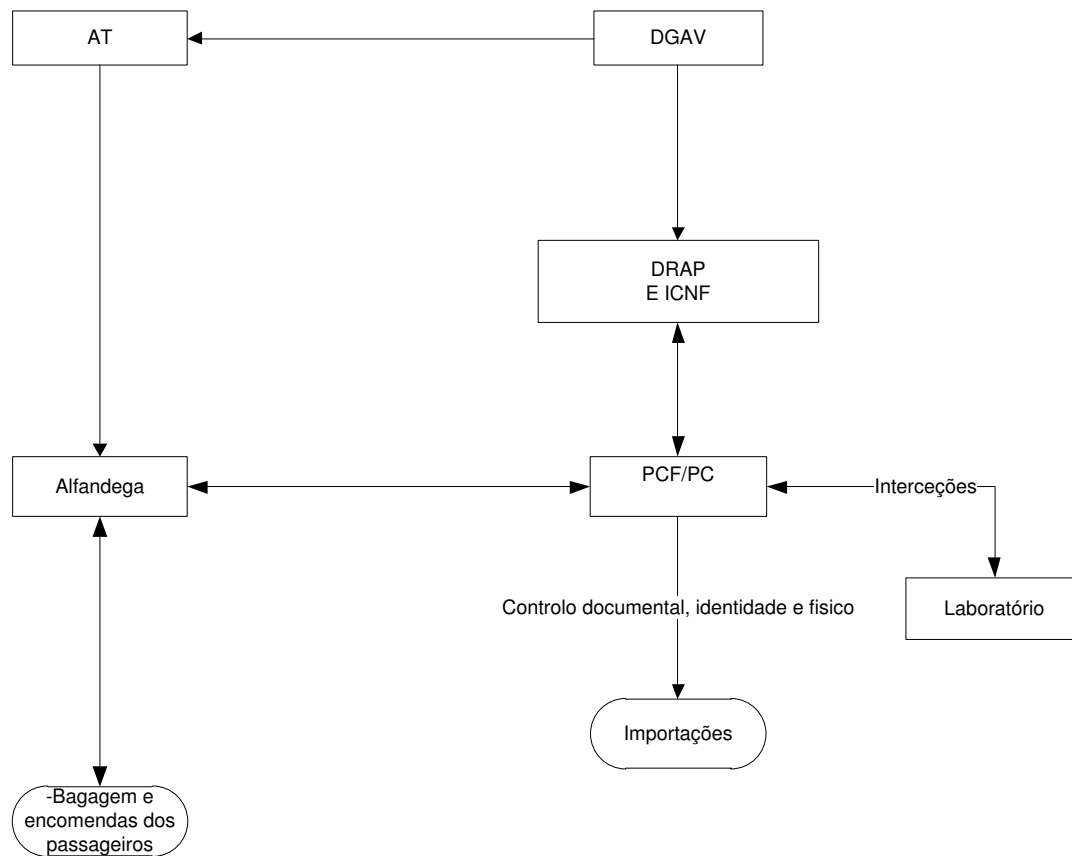 AT
DGAV
DRAP
E ICNF
Alfandega
PCF/PC
Interceções
Laboratório
Controlo documental, identidade e fisico
Importações
-Bagagem e
encomendas dos
passageiros